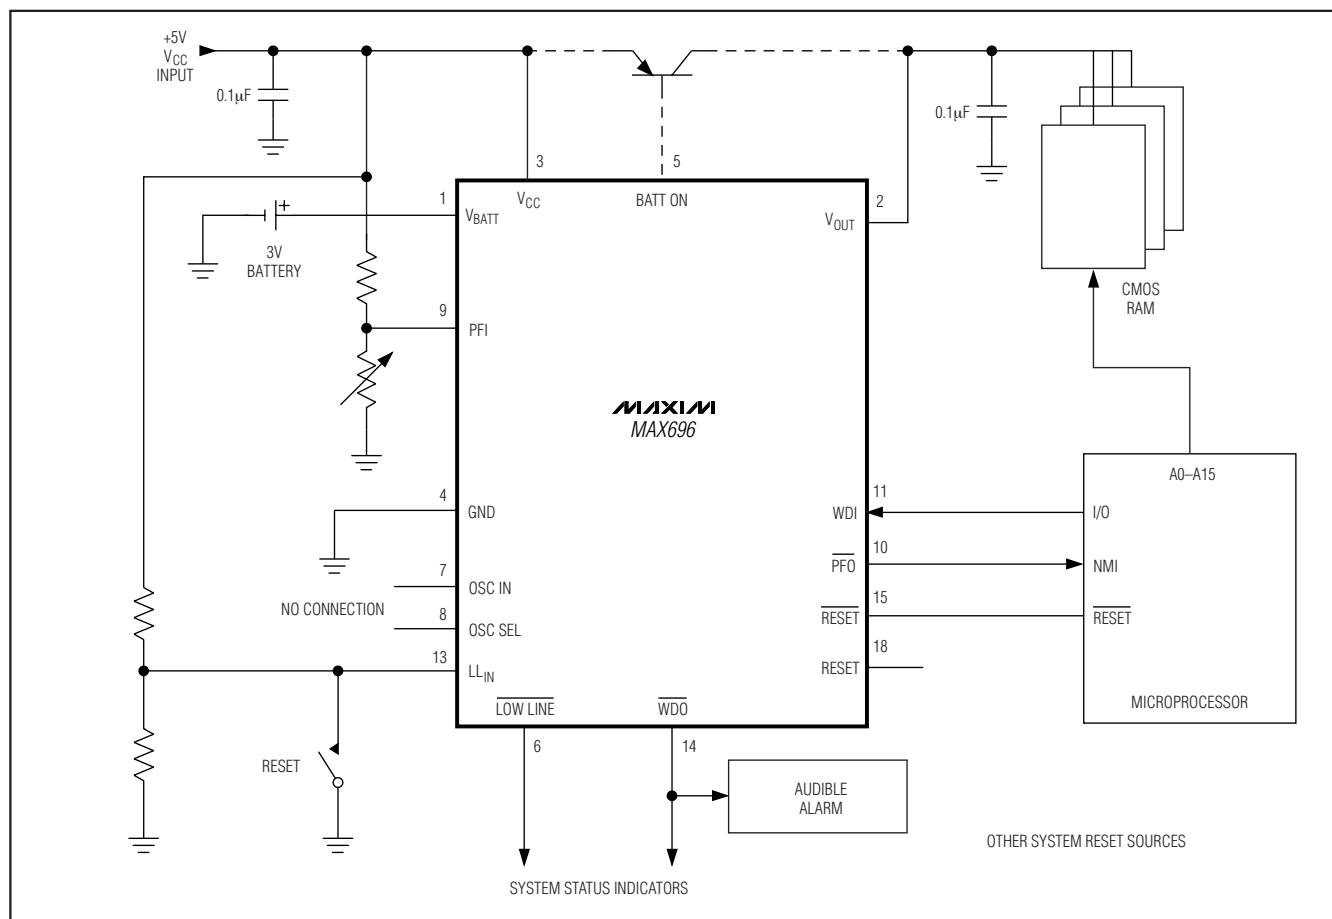 +5V
VCC
INPUT
0.1µF
0.1µF
3
5
1
VCC
BATT ON
2
VBATT
VOUT
3V
BATTERY
CMOS
RAM
9
PFI
MAXIM
MAX696
A0–A15
4
GND
11
WDI
I/O
10
PFO
NMI
7
OSC IN
NO CONNECTION
15
RESET
RESET
8
OSC SEL
18
13
LLIN
RESET
LOW LINE
WDO
MICROPROCESSOR
6
14
RESET
AUDIBLE
ALARM
OTHER SYSTEM RESET SOURCES
SYSTEM STATUS INDICATORS